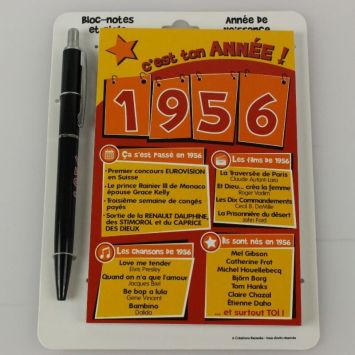 Bloc-notes
Année de
c'est ton ANNÉE !
1956
Ça s'est passé en 1956
• Premier concours EUROVISION
en Suisse
• Le prince Rainier III de Monaco
épouse Grace Kelly
• Troisième semaine de congés
payés
• Sortie de la RENAULT DAUPHINE,
des STIMOROL et du CAPRICE
DES DIEUX
Les films de 1956
La Traversée de Paris
Claude Autant-Lara
Et Dieu... créa la femme
Roger Vadim
Les Dix Commandements
Cecil B. DeMille
La Prisonnière du désert
John Ford
Les chansons de 1956
Love me tender
Elvis Presley
Quand on n'a que l'amour
Jacques Brel
Be bop a lula
Gene Vincent
Bambino
Dalida
Ils sont nés en 1956
Mel Gibson
Catherine Frot
Michel Houellebecq
Björn Borg
Tom Hanks
Claire Chazal
Étienne Daho
... et surtout TOI !